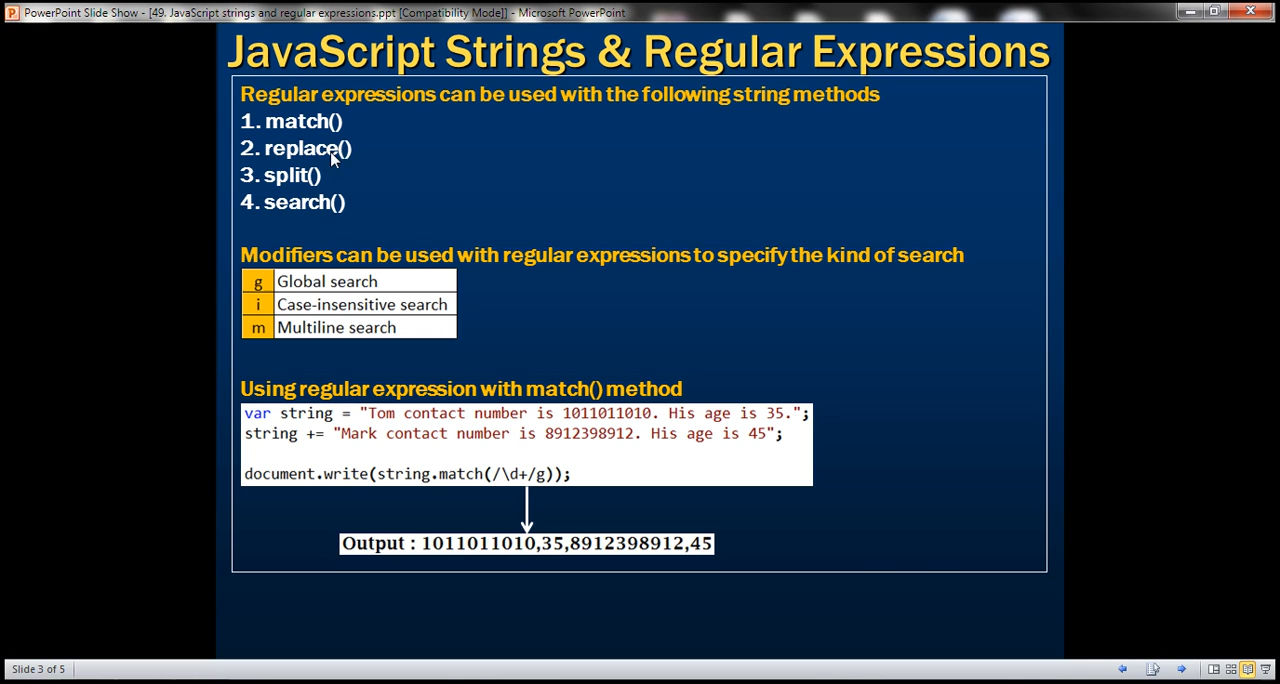 PowerPoint Slide Show - [49. JavaScript strings and regular expressions.ppt [Compatibility Mode]] - Microsoft PowerPoint
JavaScript Strings & Regular Expressions
Regular expressions can be used with the following string methods
1. match()
2. replace()
3. split()
4. search()
Modifiers can be used with regular expressions to specify the kind of search
g Global search
i Case-insensitive search
m Multiline search
Using regular expression with match() method
var string = "Tom contact number is 1011011010. His age is 35.";
string += "Mark contact number is 8912398912. His age is 45";
document.write(string.match(/\d+/g));
Output : 1011011010,35,8912398912,45
Slide 3 of 5